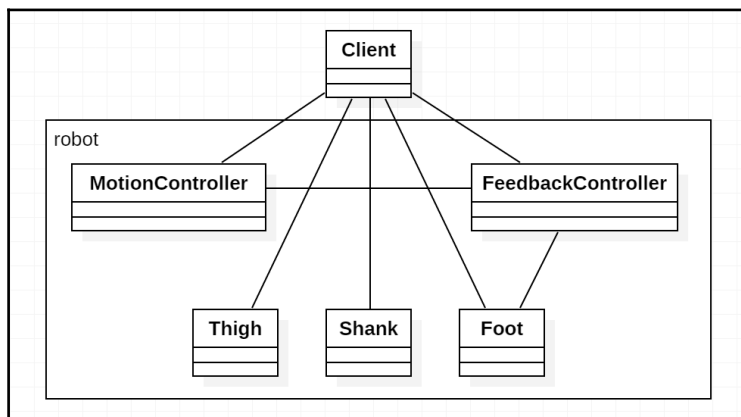 Client
robot
MotionController
FeedbackController
Thigh
Shank
Foot